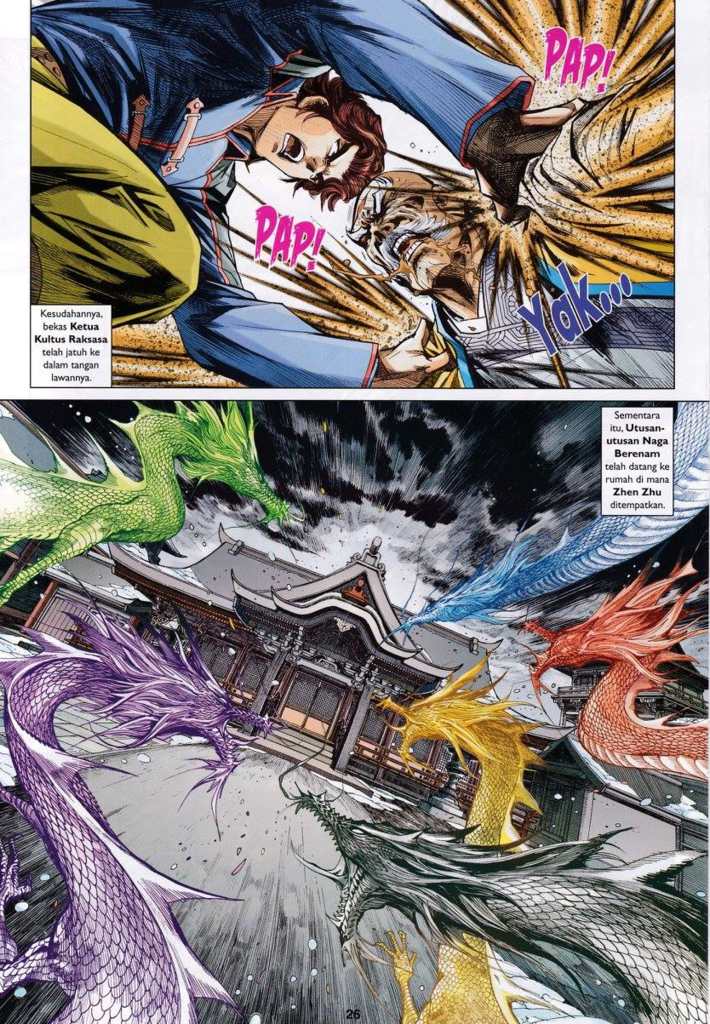 PAP!
PAP!
Yak...
Kesudahannya,
bekas Ketua
Kultus Raksasa
telah jatuh ke
dalam tangan
lawannya.
Sementara
itu, Utusan-
utusan Naga
Berenam
telah datang ke
rumah di mana
Zhen Zhu
ditempatkan.
26